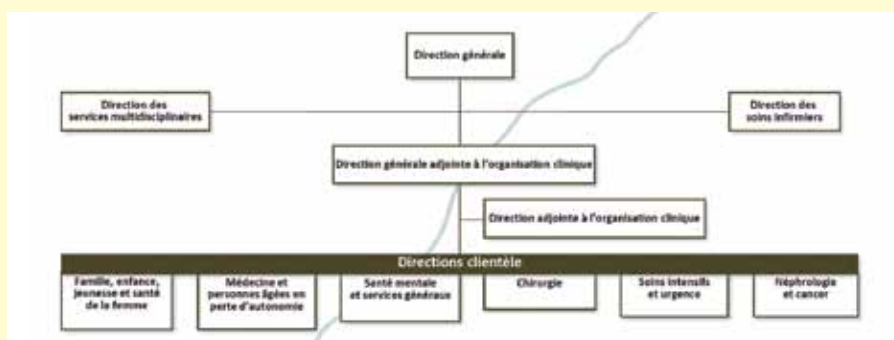 Direction générale
Direction des
services multidisciplinaires
Direction des
soins infirmiers
Direction générale adjointe à l'organisation clinique
Direction adjointe à l'organisation clinique
Directions clientèle
Famille, enfance,
jeunesse et santé
de la femme
Médecine et
personnes âgées en
perte d'autonomie
Santé mentale
et services généraux
Chirurgie
Soins intensifs
et urgence
Néphrologie
et cancer